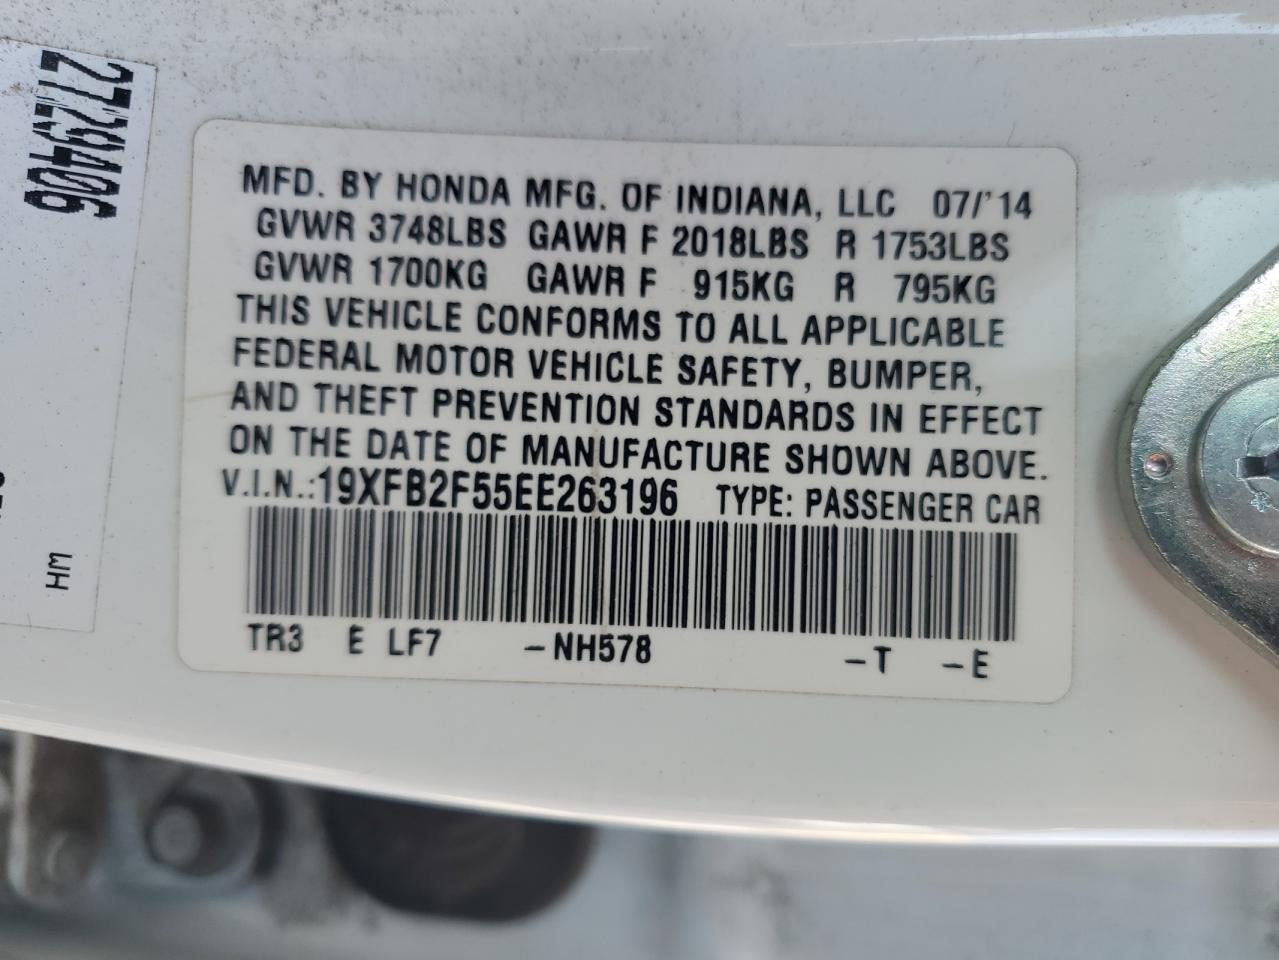 27729406
MFD. BY HONDA MFG. OF INDIANA, LLC 07/'14
GVWR 3748LBS GAWR F 2018LBS R 1753LBS
GVWR 1700KG GAWR F 915KG R 795KG
THIS VEHICLE CONFORMS TO ALL APPLICABLE
FEDERAL MOTOR VEHICLE SAFETY, BUMPER,
AND THEFT PREVENTION STANDARDS IN EFFECT
ON THE DATE OF MANUFACTURE SHOWN ABOVE.
V.I.N.:19XFB2F55EE263196 TYPE: PASSENGER CAR
TR3 E LF7 -NH578 -T -E
HM